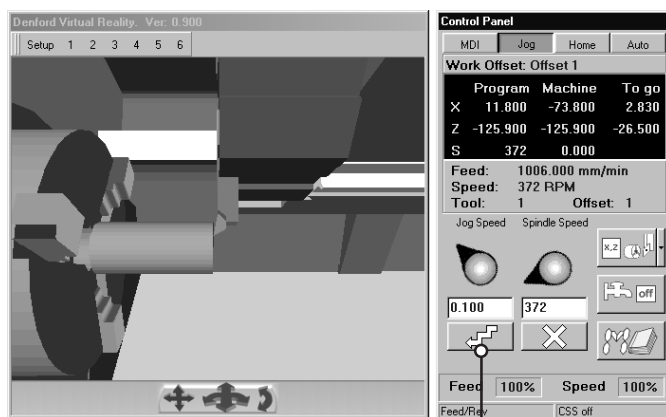 Denford Virtual Reality. Ver: 0.900
Setup 1 2 3 4 5 6
Control Panel
MDI Jog Home Auto
Work Offset: Offset 1
Program Machine To go
X 11.800 -73.800 2.830
Z -125.900 -125.900 -26.500
S 372 0.000
Feed: 1006.000 mm/min
Speed: 372 RPM
Tool: 1 Offset: 1
Jog Speed Spindle Speed
x,z
off
0.100 372
Feed 100% Speed 100%
Feed/Rev CSS off